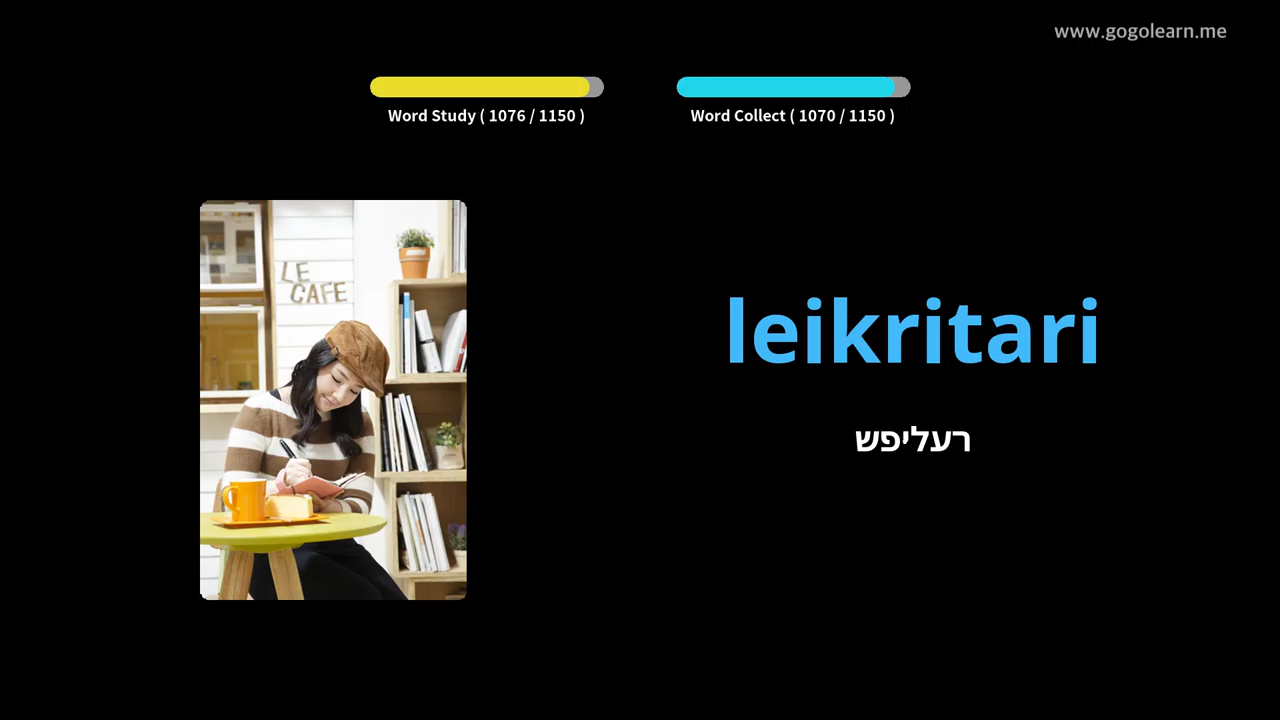 www.gogolearn.me
Word Study ( 1076 / 1150 )
Word Collect ( 1070 / 1150 )
LE
CAFE
leikritari
רעליפש